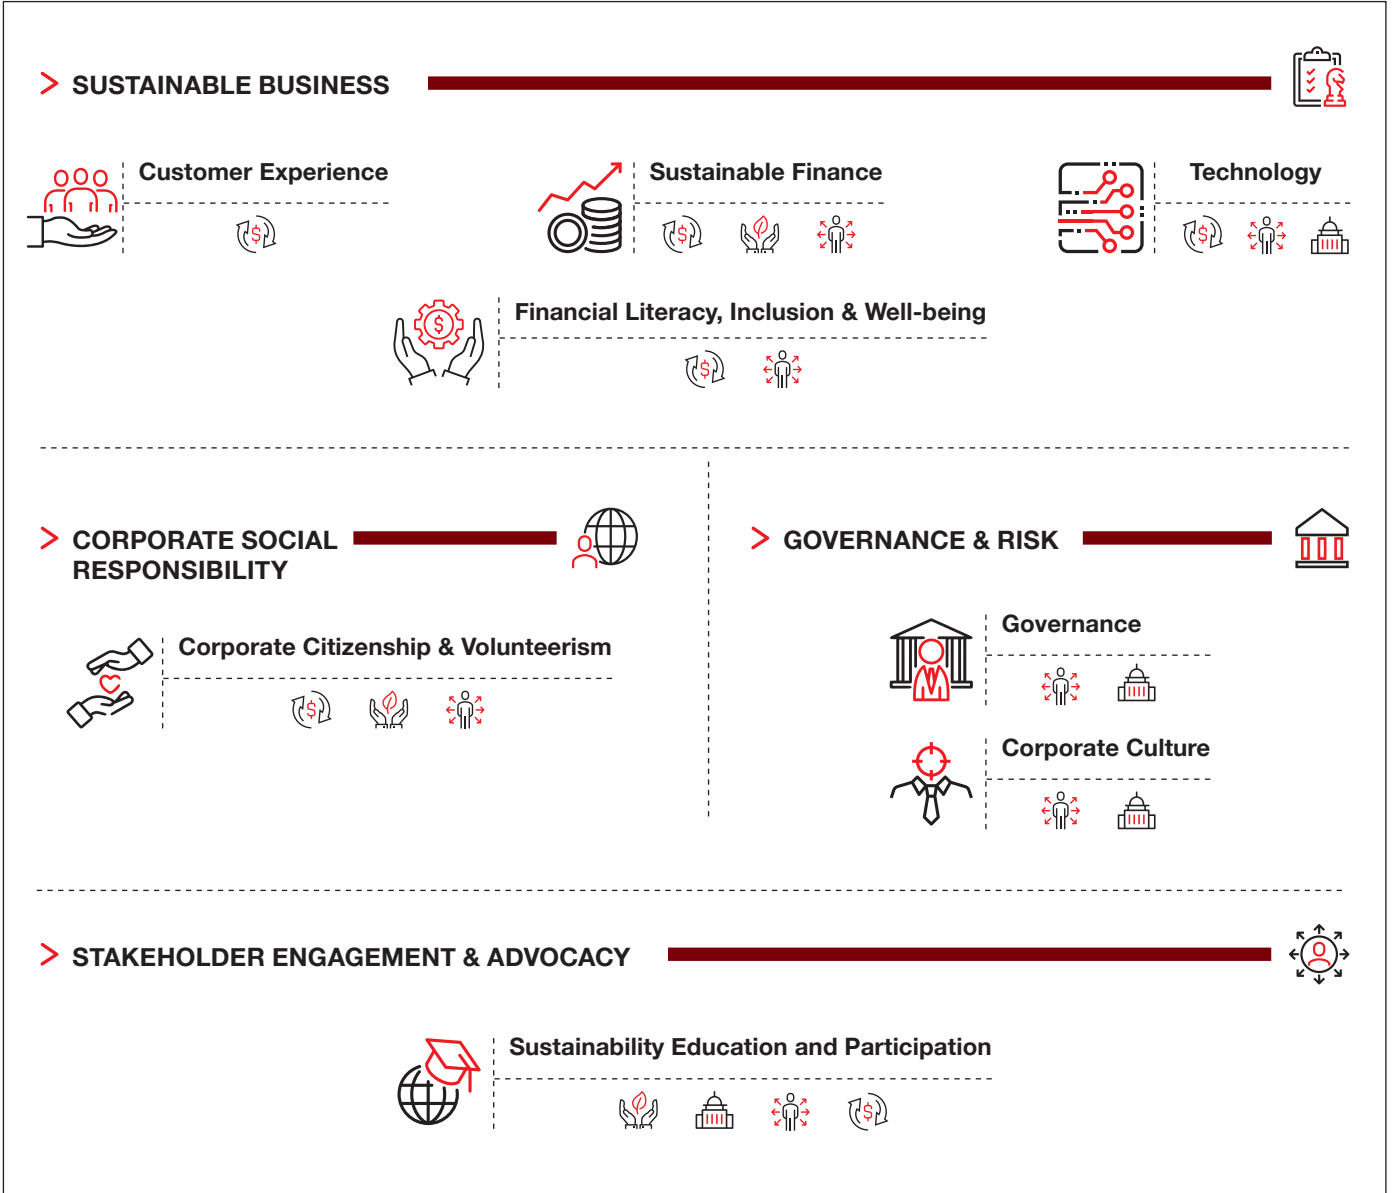 SUSTAINABLE BUSINESS
Customer Experience
Sustainable Finance
Technology
Financial Literacy, Inclusion & Well-being
CORPORATE SOCIAL
RESPONSIBILITY
Corporate Citizenship & Volunteerism
GOVERNANCE & RISK
Governance
Corporate Culture
STAKEHOLDER ENGAGEMENT & ADVOCACY
Sustainability Education and Participation